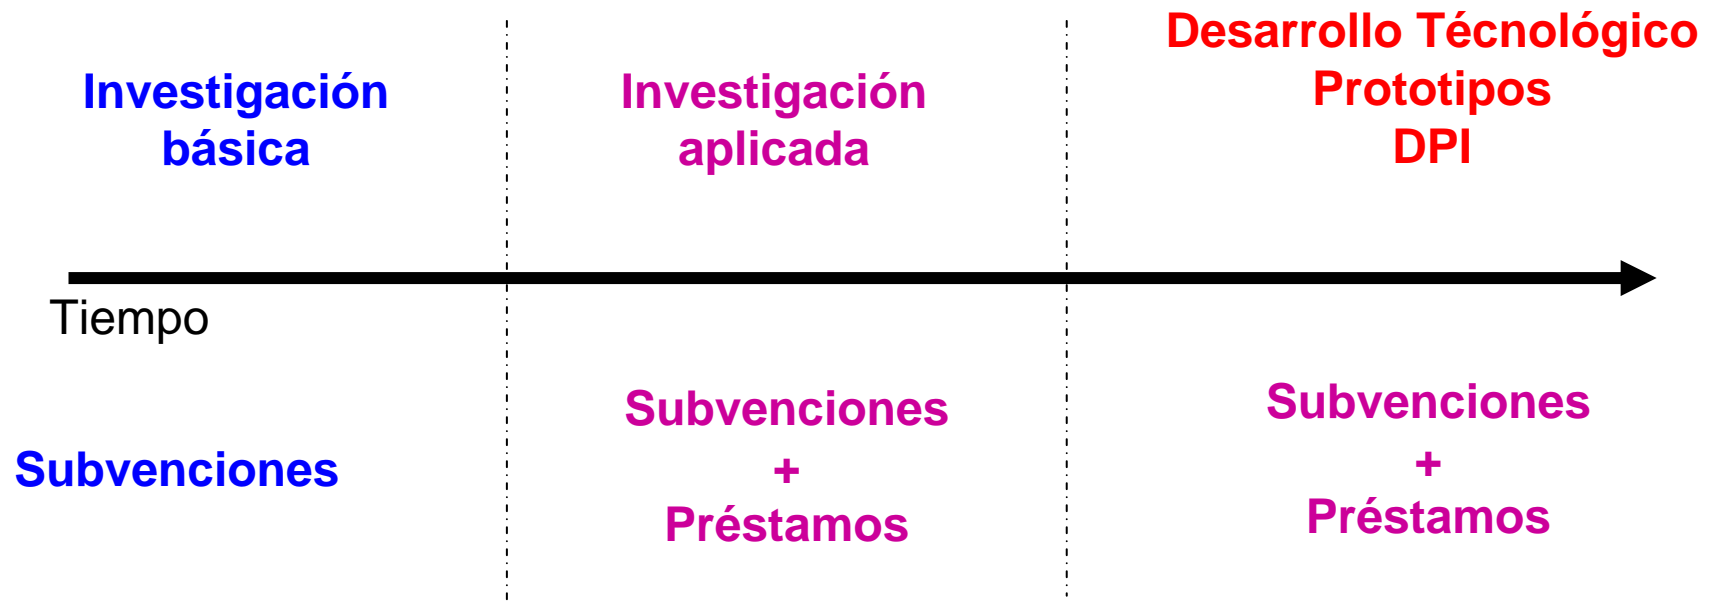 Investigación
básica
Investigación
aplicada
Desarrollo Técnológico
Prototipos
DPI
Tiempo
Subvenciones
Subvenciones
+
Préstamos
Subvenciones
+
Préstamos